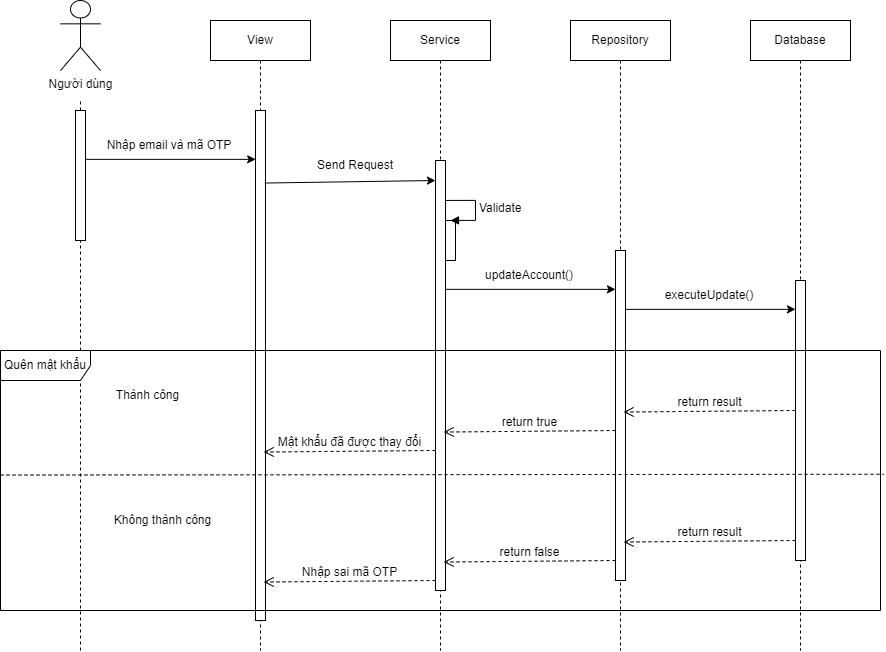 View
Service
Repository
Database
Người dùng
Nhập email và mã OTP
Send Request
Validate
updateAccount()
executeUpdate()
Quên mật khẩu
Thành công
return result
return true
Mật khẩu đã được thay đổi
Không thành công
return result
return false
Nhập sai mã OTP